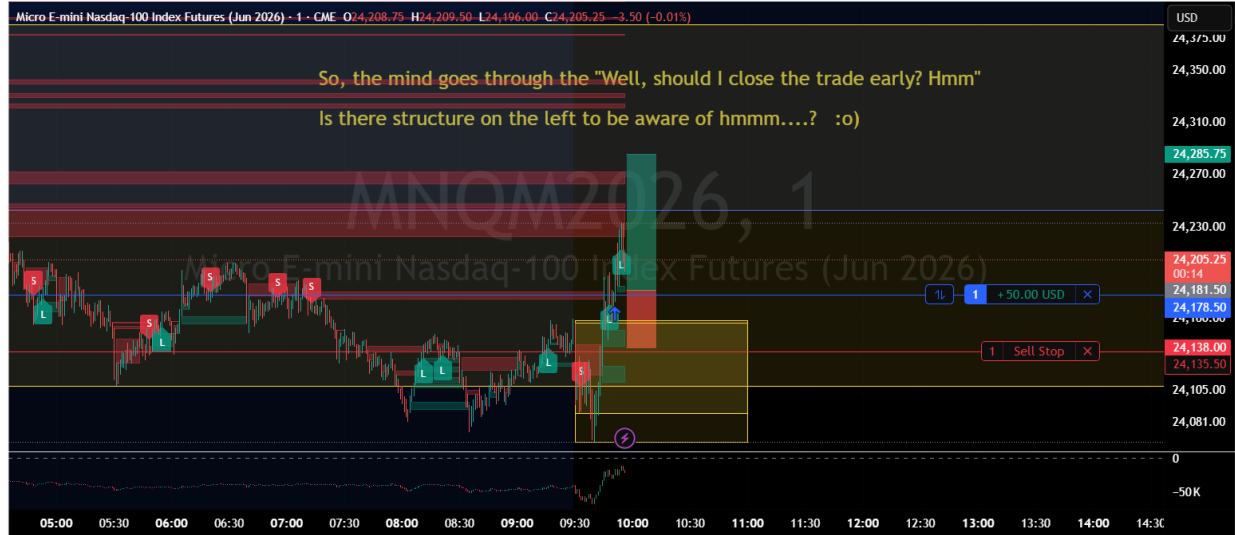 Micro E-mini Nasdaq-100 Index Futures (Jun 2026) · 1 · CME O24,208.75 H24,209.50 L24,196.00 C24,205.25 −3.50 (−0.01%)
USD
24,375.00
So, the mind goes through the "Well, should I close the trade early? Hmm"
24,350.00
Is there structure on the left to be aware of hmmm....? :o)
24,310.00
24,285.75
24,270.00
MNQM2026, 1
24,230.00
Micro E-mini Nasdaq-100 Index Futures (Jun 2026)
24,205.25
00:14
24,181.50
1 +50.00 USD
24,178.50
S S S S S S
L L L L L L L L
1 Sell Stop
24,138.00
24,135.50
24,105.00
24,081.00
0
−50K
05:00 05:30 06:00 06:30 07:00 07:30 08:00 08:30 09:00 09:30 10:00 10:30 11:00 11:30 12:00 12:30 13:00 13:30 14:00 14:30